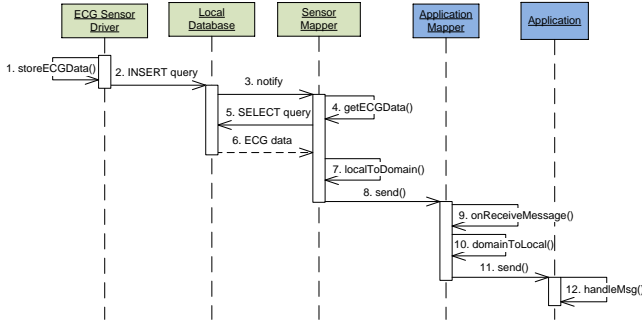 ECG Sensor
Driver
Local
Database
Sensor
Mapper
Application
Mapper
Application
1. storeECGData()
2. INSERT query
3. notify
4. getECGData()
5. SELECT query
6. ECG data
7. localToDomain()
8. send()
9. onReceiveMessage()
10. domainToLocal()
11. send()
12. handleMsg()